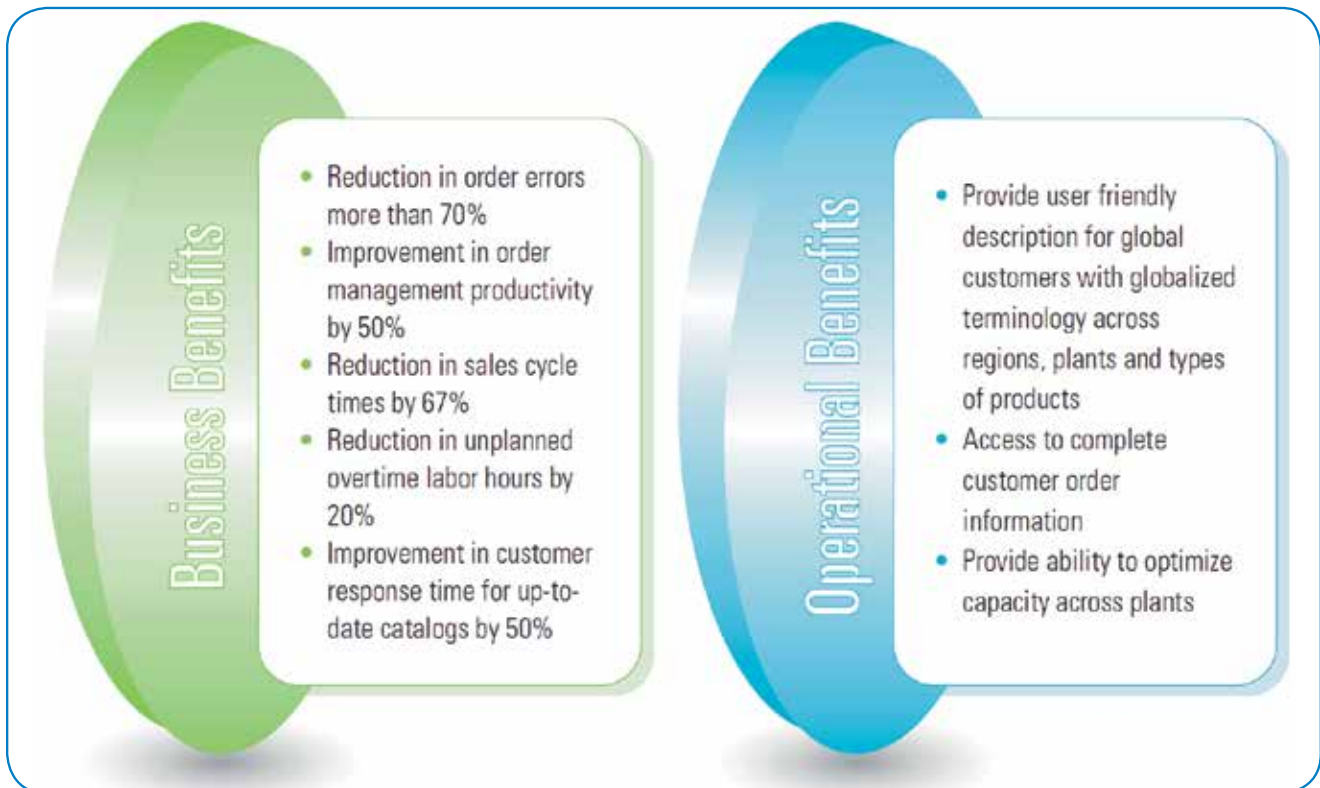 Business Benefits
• Reduction in order errors
more than 70%
• Improvement in order
management productivity
by 50%
• Reduction in sales cycle
times by 67%
• Reduction in unplanned
overtime labor hours by
20%
• Improvement in customer
response time for up-to-
date catalogs by 50%
Operational Benefits
• Provide user friendly
description for global
customers with globalized
terminology across
regions, plants and types
of products
• Access to complete
customer order
information
• Provide ability to optimize
capacity across plants